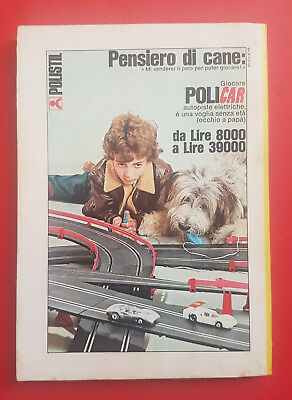 POLISTIL
Pensiero di cane:
«Mi venderei il pelo per poter giocare!»
Giocare
POLICAR
autopiste elettriche,
è una voglia senza età
(occhio a papà)
da Lire 8000
a Lire 39000